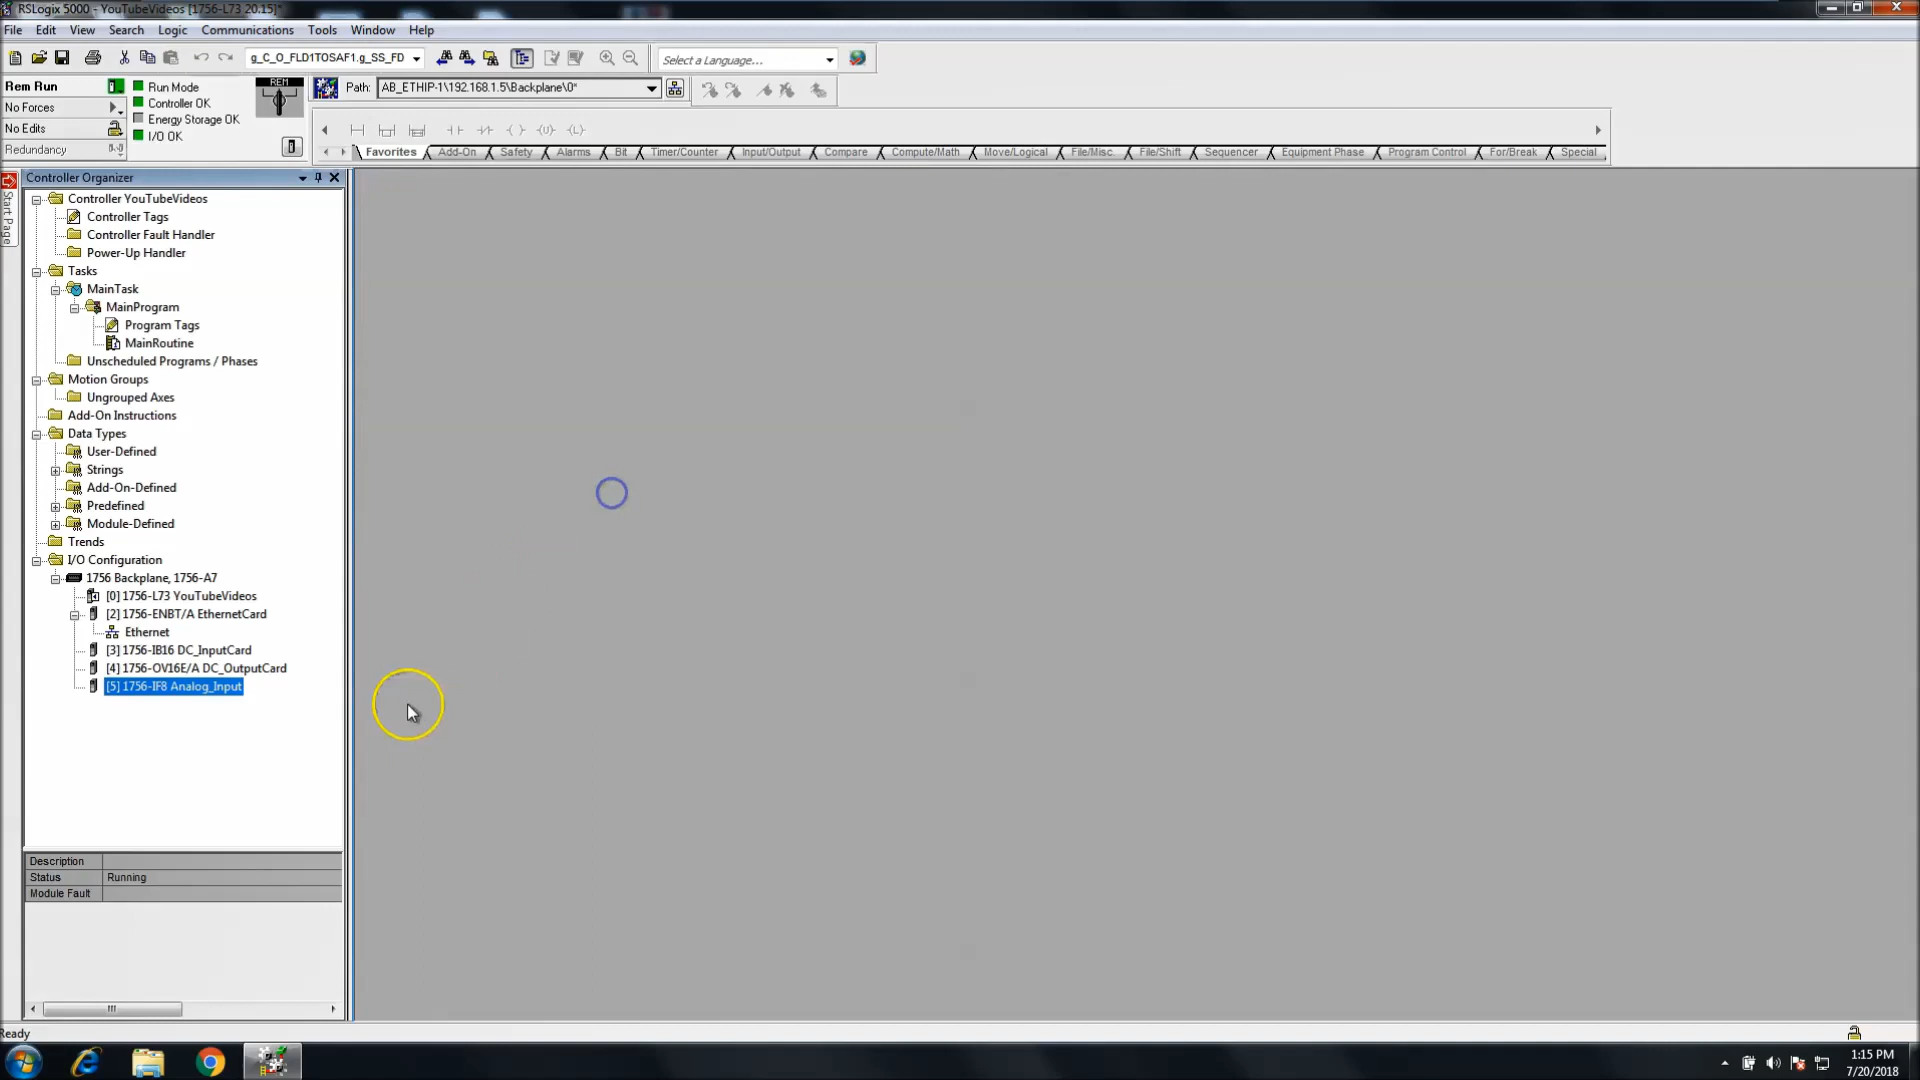 RSLogix 5000 - YouTubeVideos [1756-L73 20.15]*
File Edit View Search Logic Communications Tools Window Help
g_C_O_FLD1TOSAF1.g_SS_FD
Select a Language...
Rem Run
Run Mode
REM
Path: AB_ETHIP-1\192.168.1.5\Backplane\0*
No Forces
Controller OK
Energy Storage OK
No Edits
I/O OK
Redundancy
Favorites Add-On Safety Alarms Bit Timer/Counter Input/Output Compare Compute/Math Move/Logical File/Misc. File/Shift Sequencer Equipment Phase Program Control For/Break Special
Start Page
Controller Organizer
Controller YouTubeVideos
Controller Tags
Controller Fault Handler
Power-Up Handler
Tasks
MainTask
MainProgram
Program Tags
MainRoutine
Unscheduled Programs / Phases
Motion Groups
Ungrouped Axes
Add-On Instructions
Data Types
User-Defined
Strings
Add-On-Defined
Predefined
Module-Defined
Trends
I/O Configuration
1756 Backplane, 1756-A7
[0] 1756-L73 YouTubeVideos
[2] 1756-ENBT/A EthernetCard
Ethernet
[3] 1756-IB16 DC_InputCard
[4] 1756-OV16E/A DC_OutputCard
[5] 1756-IF8 Analog_Input
Description
Status Running
Module Fault
Ready
1:15 PM
7/20/2018